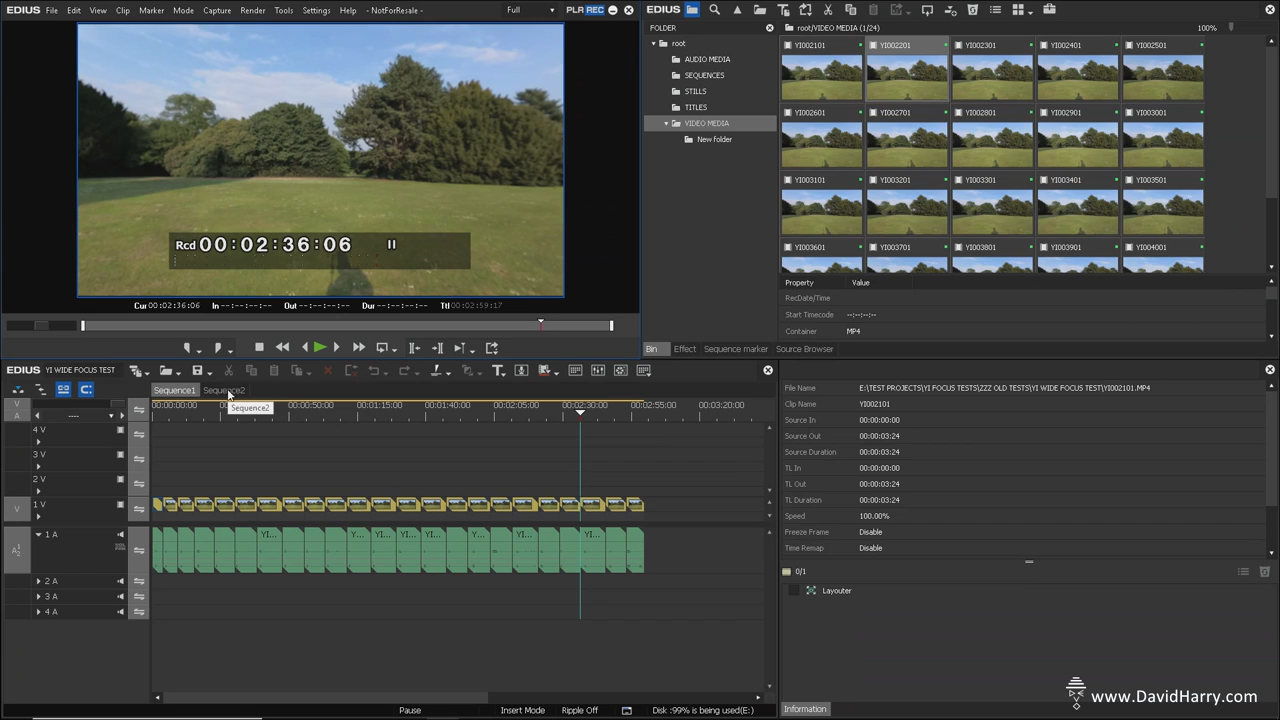 EDIUS File Edit View Clip Marker Mode Capture Render Tools Settings Help - NotForResale - Full PLR REC
Rcd 00:02:36:06 II
Cur 00:02:36:06 In --:--:--:-- Out --:--:--:-- Dur --:--:--:-- Ttl 00:02:59:17
EDIUS
FOLDER
root
AUDIO MEDIA
SEQUENCES
STILLS
TITLES
VIDEO MEDIA
New folder
root/VIDEO MEDIA (1/24) 100%
YI002101 YI002201 YI002301 YI002401 YI002501
YI002601 YI002701 YI002801 YI002901 YI003001
YI003101 YI003201 YI003301 YI003401 YI003501
YI003601 YI003701 YI003801 YI003901 YI004001
Property Value
RecDate/Time
Start Timecode --:--:--:--
Container MP4
Bin Effect Sequence marker Source Browser
EDIUS YI WIDE FOCUS TEST
Sequence1 Sequence2
Sequence2
V
A
----
00:00:00:00 00:00:50:00 00:01:15:00 00:01:40:00 00:02:30:00 00:02:55:00 00:03:20:00
4 V
3 V
2 V
V 1 V
1 A
YI... Y... YI... YI... YI... YI...
2 A
3 A
4 A
Pause Insert Mode Ripple Off Disk :99% is being used(E:)
File Name E:\TEST PROJECTS\YI FOCUS TESTS\ZZZ OLD TESTS\YI WIDE FOCUS TEST\YI002101.MP4
Clip Name YI002101
Source In 00:00:00:00
Source Out 00:00:03:24
Source Duration 00:00:03:24
TL In 00:00:00:00
TL Out 00:00:03:24
TL Duration 00:00:03:24
Speed 100.00%
Freeze Frame Disable
Time Remap Disable
0/1
Layouter
www.DavidHarry.com
Information